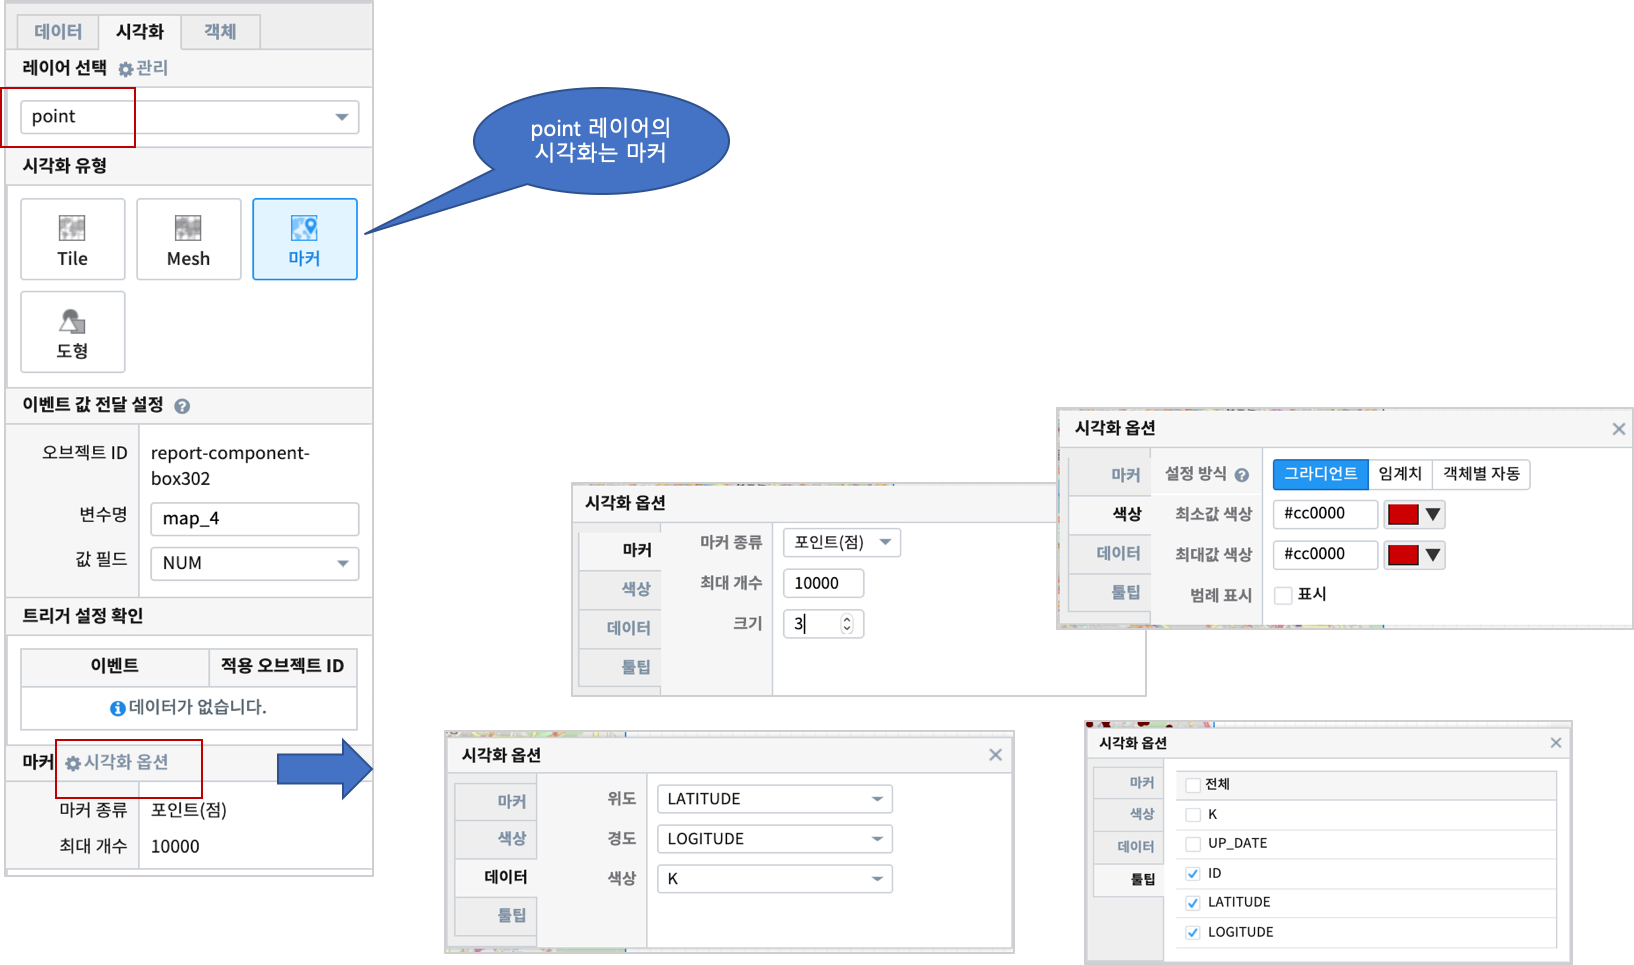 데이터
시각화
객체
레이어 선택 관리
point
시각화 유형
Tile
Mesh
마커
도형
이벤트 값 전달 설정 ?
오브젝트 ID
report-component-
box302
변수명
map_4
값 필드
NUM
트리거 설정 확인
이벤트
적용 오브젝트 ID
데이터가 없습니다.
마커 시각화 옵션
마커 종류
포인트(점)
최대 개수
10000
point 레이어의
시각화는 마커
시각화 옵션
마커
색상
데이터
툴팁
마커 종류
포인트(점)
최대 개수
10000
크기
3
시각화 옵션
마커
색상
데이터
툴팁
설정 방식 ?
그라디언트
임계치
객체별 자동
최소값 색상
#cc0000
최대값 색상
#cc0000
범례 표시
표시
시각화 옵션
마커
색상
데이터
툴팁
위도
LATITUDE
경도
LOGITUDE
색상
K
시각화 옵션
마커
색상
데이터
툴팁
전체
K
UP_DATE
ID
LATITUDE
LOGITUDE